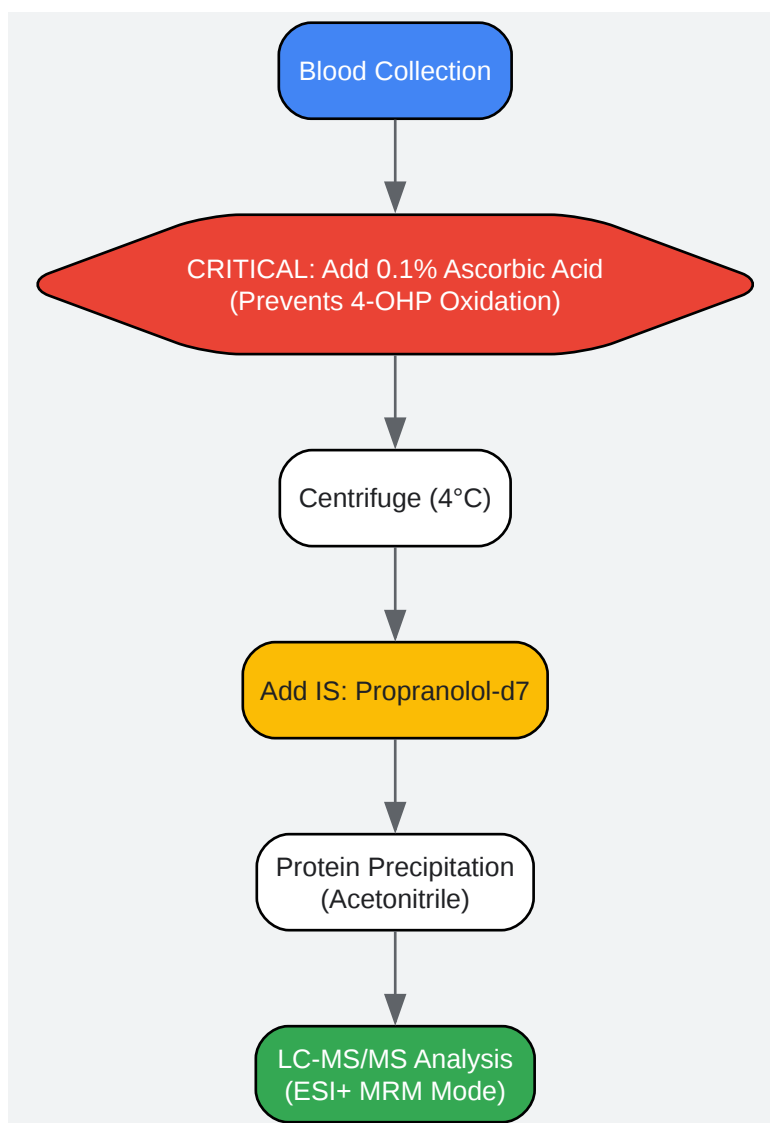 Blood Collection
CRITICAL: Add 0.1% Ascorbic Acid
(Prevents 4-OHP Oxidation)
Centrifuge (4°C)
Add IS: Propranolol-d7
Protein Precipitation
(Acetonitrile)
LC-MS/MS Analysis
(ESI+ MRM Mode)